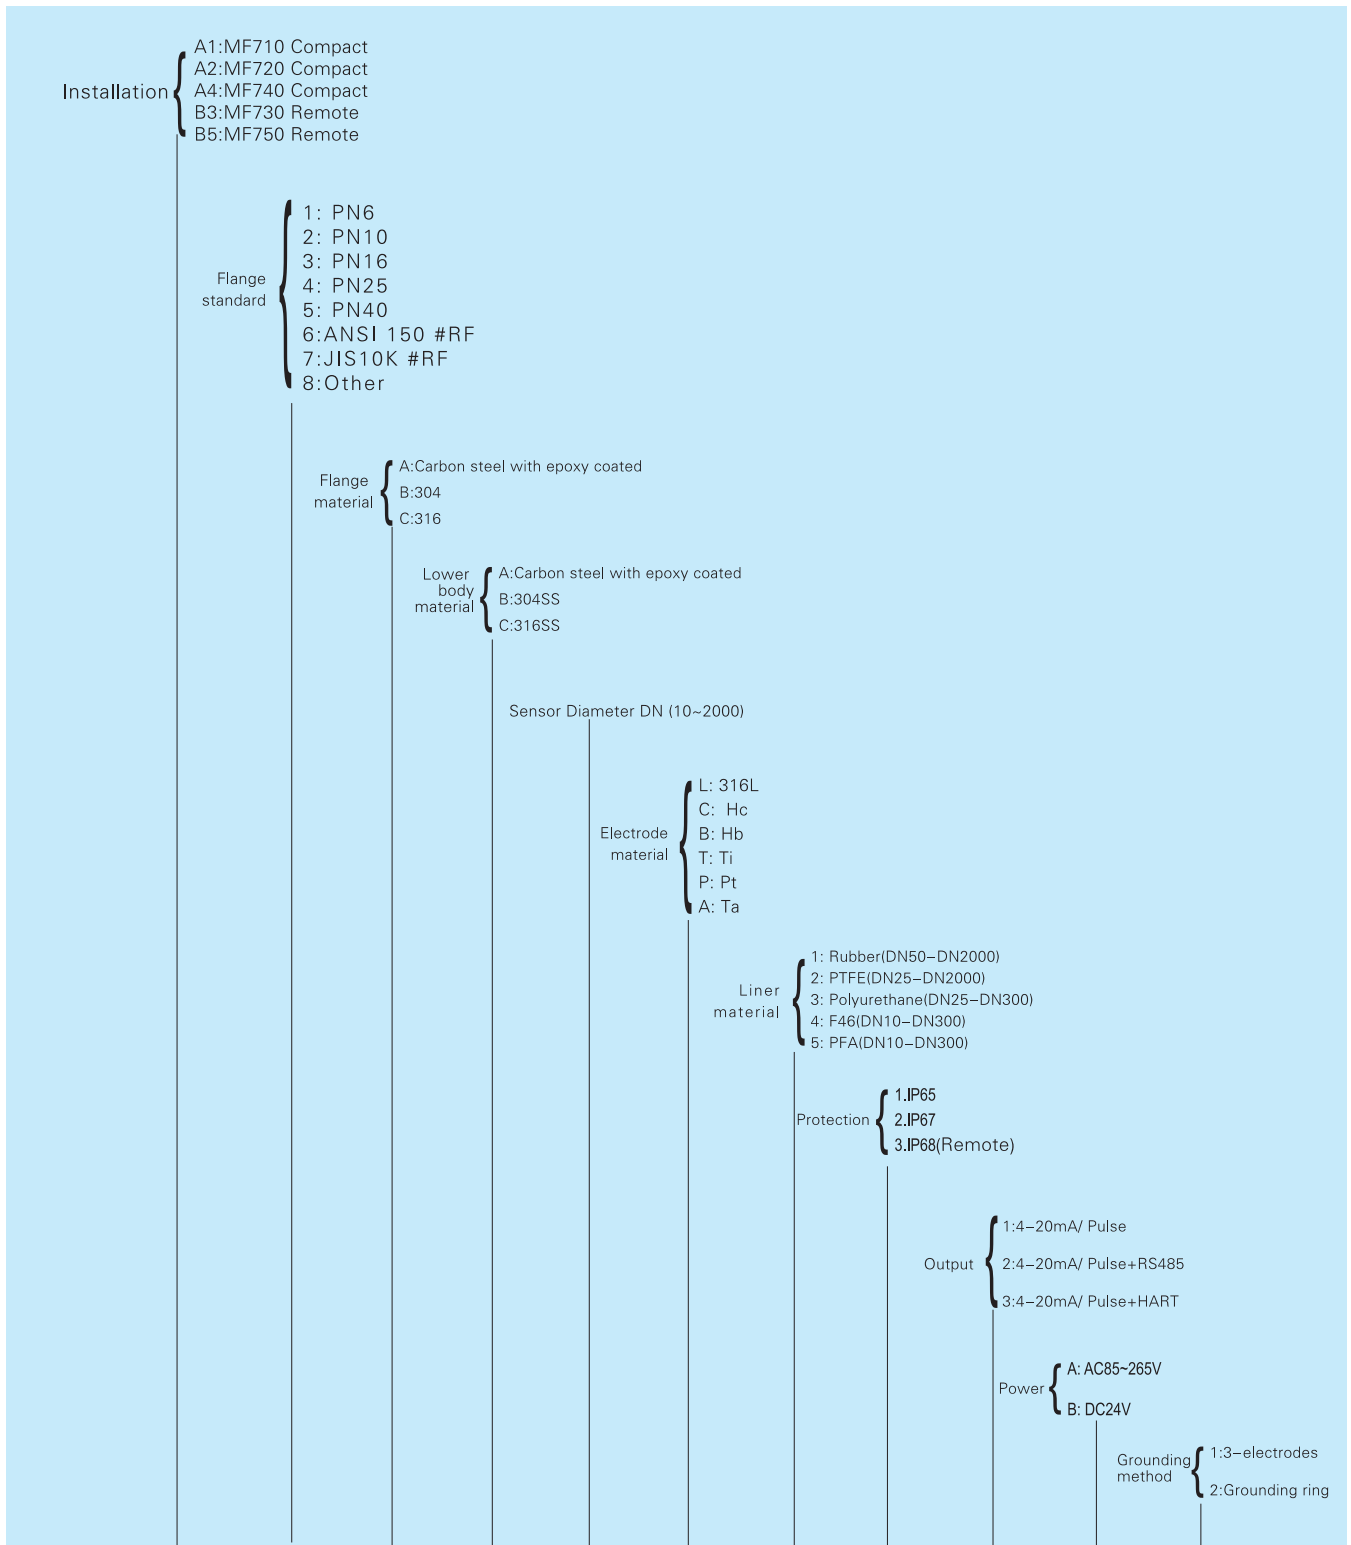 Installation
A1:MF710 Compact
A2:MF720 Compact
A4:MF740 Compact
B3:MF730 Remote
B5:MF750 Remote
Flange
standard
1: PN6
2: PN10
3: PN16
4: PN25
5: PN40
6:ANSI 150 #RF
7:JIS10K #RF
8:Other
Flange
material
A:Carbon steel with epoxy coated
B:304
C:316
Lower
body
material
A:Carbon steel with epoxy coated
B:304SS
C:316SS
Sensor Diameter DN (10~2000)
Electrode
material
L: 316L
C: Hc
B: Hb
T: Ti
P: Pt
A: Ta
Liner
material
1: Rubber(DN50–DN2000)
2: PTFE(DN25–DN2000)
3: Polyurethane(DN25–DN300)
4: F46(DN10–DN300)
5: PFA(DN10–DN300)
Protection
1.IP65
2.IP67
3.IP68(Remote)
Output
1:4–20mA/ Pulse
2:4–20mA/ Pulse+RS485
3:4–20mA/ Pulse+HART
Power
A: AC85~265V
B: DC24V
Grounding
method
1:3–electrodes
2:Grounding ring